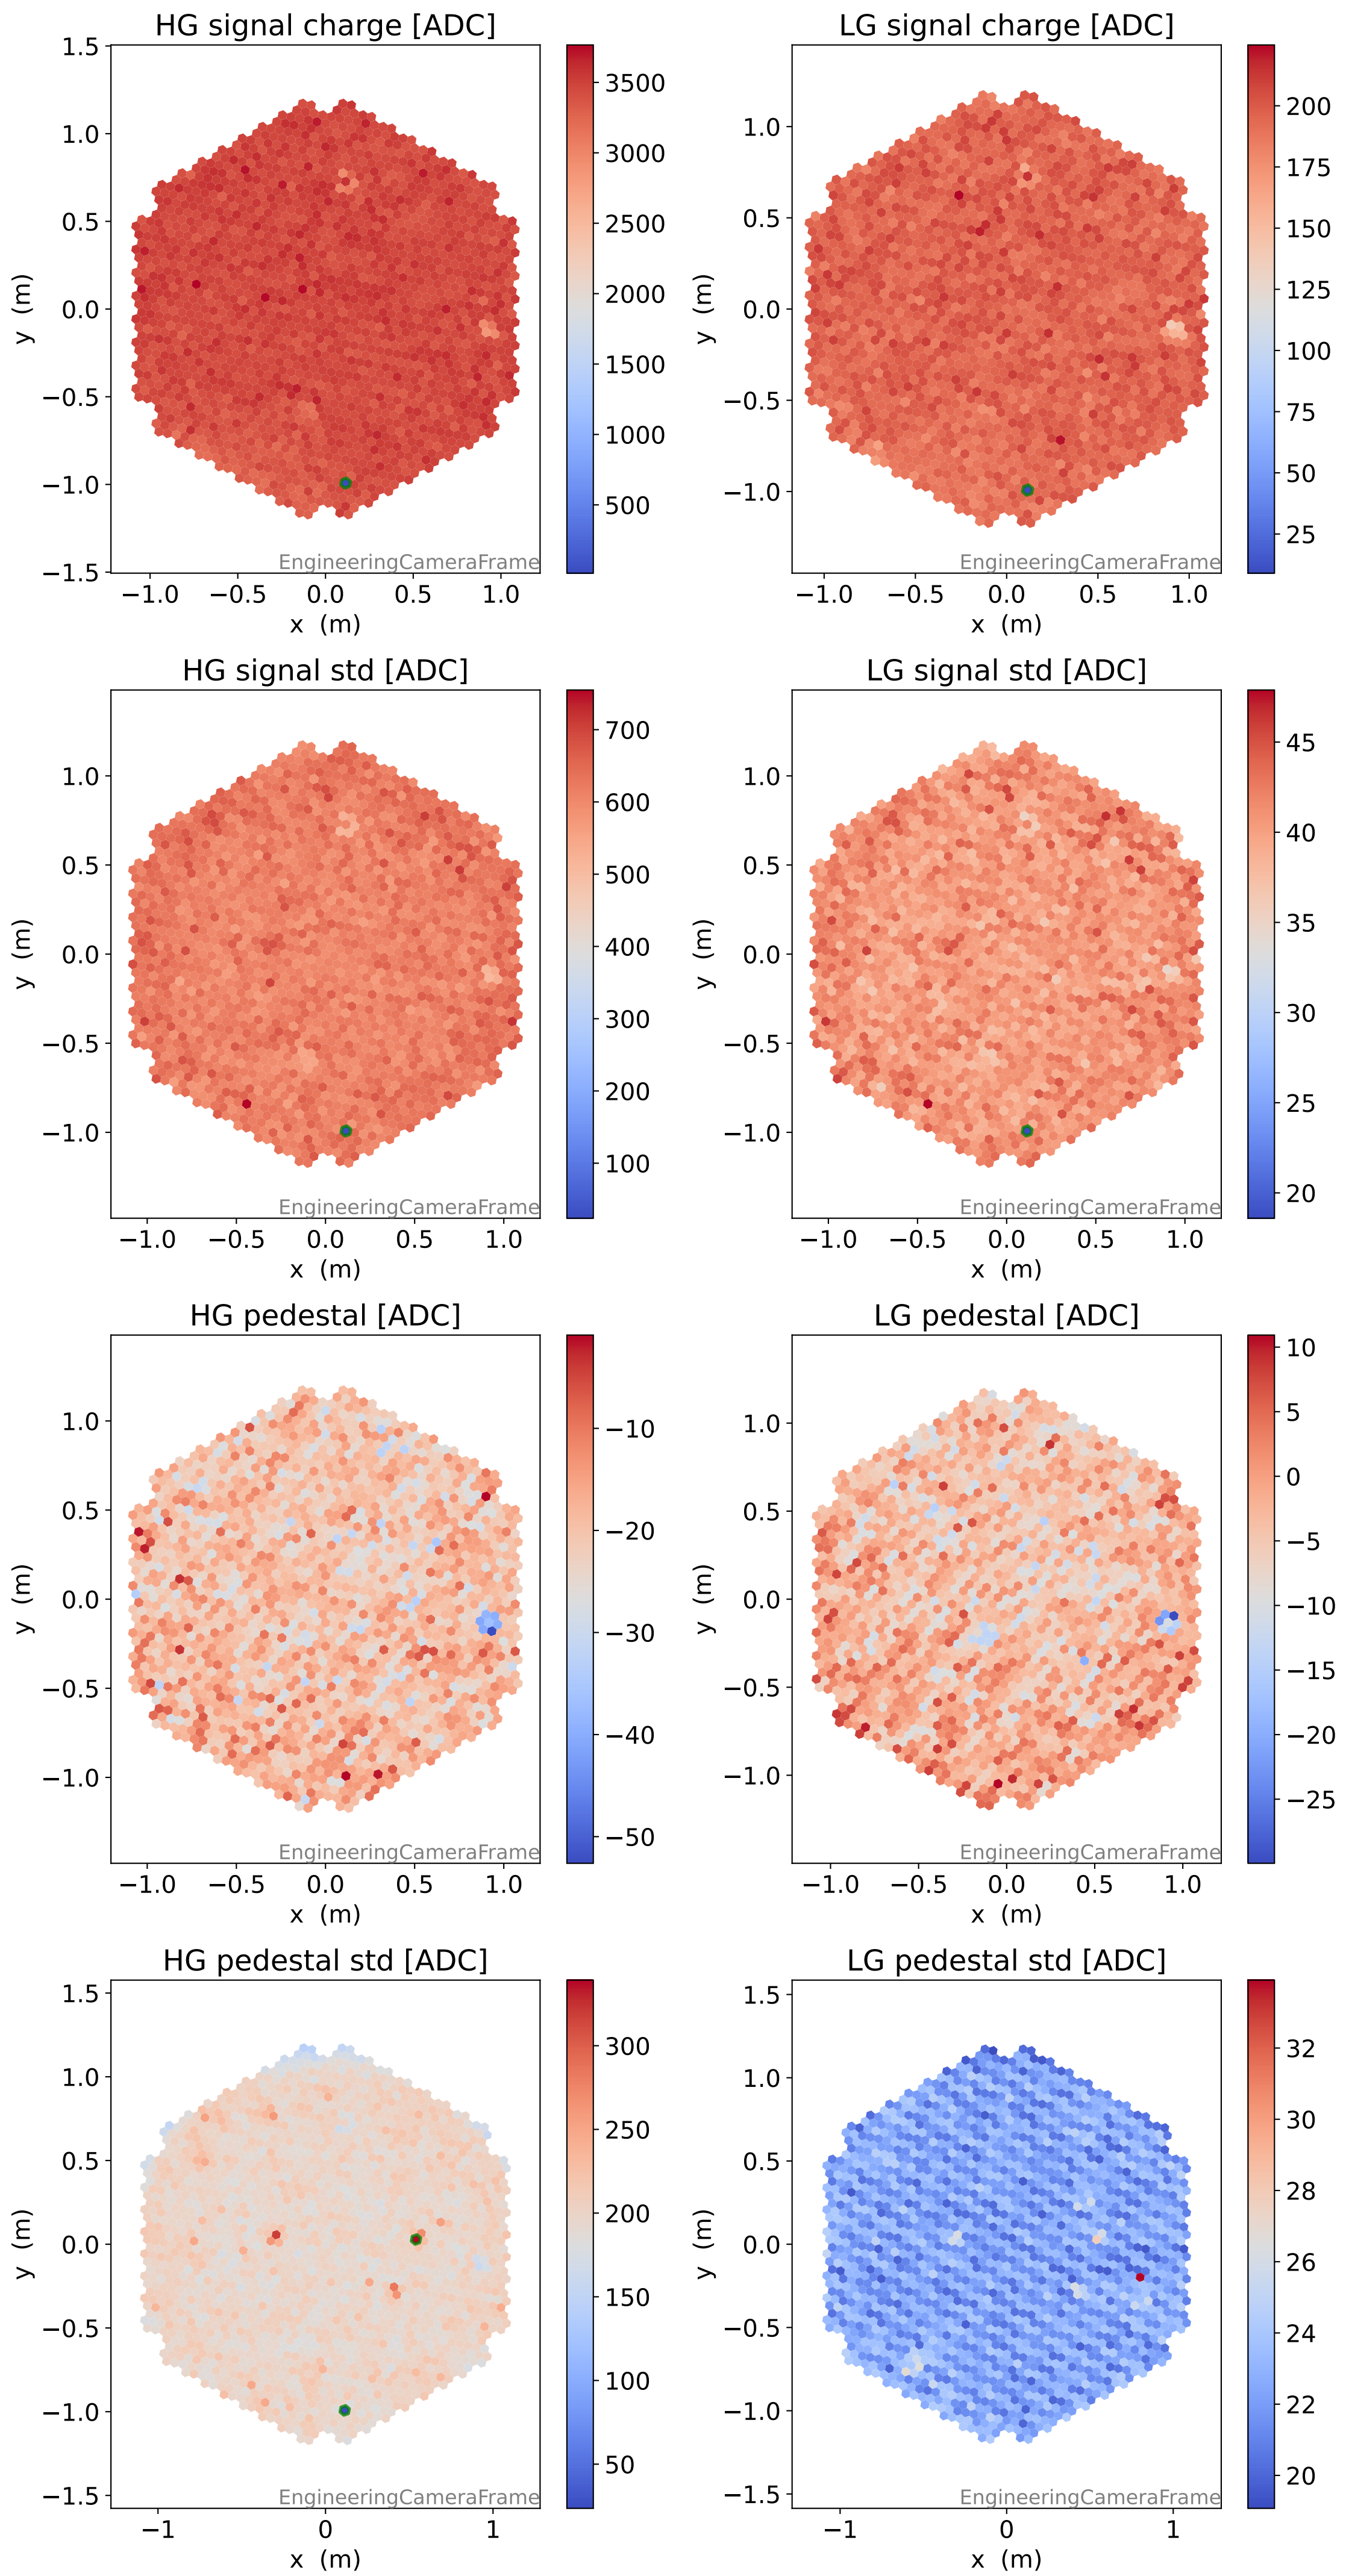 HG signal charge [ADC]
1.5
1.0
0.5
0.0
−0.5
−1.0
−1.5
y (m)
EngineeringCameraFrame
−1.0 −0.5 0.0 0.5 1.0
x (m)
3500
3000
2500
2000
1500
1000
500
LG signal charge [ADC]
1.0
0.5
0.0
−0.5
−1.0
y (m)
EngineeringCameraFrame
−1.0 −0.5 0.0 0.5 1.0
x (m)
200
175
150
125
100
75
50
25
HG signal std [ADC]
1.0
0.5
0.0
−0.5
−1.0
y (m)
EngineeringCameraFrame
−1.0 −0.5 0.0 0.5 1.0
x (m)
700
600
500
400
300
200
100
LG signal std [ADC]
1.0
0.5
0.0
−0.5
−1.0
y (m)
EngineeringCameraFrame
−1.0 −0.5 0.0 0.5 1.0
x (m)
45
40
35
30
25
20
HG pedestal [ADC]
1.0
0.5
0.0
−0.5
−1.0
y (m)
EngineeringCameraFrame
−1.0 −0.5 0.0 0.5 1.0
x (m)
−10
−20
−30
−40
−50
LG pedestal [ADC]
1.0
0.5
0.0
−0.5
−1.0
y (m)
EngineeringCameraFrame
−1.0 −0.5 0.0 0.5 1.0
x (m)
10
5
0
−5
−10
−15
−20
−25
HG pedestal std [ADC]
1.5
1.0
0.5
0.0
−0.5
−1.0
−1.5
y (m)
EngineeringCameraFrame
−1 0 1
x (m)
300
250
200
150
100
50
LG pedestal std [ADC]
1.5
1.0
0.5
0.0
−0.5
−1.0
−1.5
y (m)
EngineeringCameraFrame
−1 0 1
x (m)
32
30
28
26
24
22
20